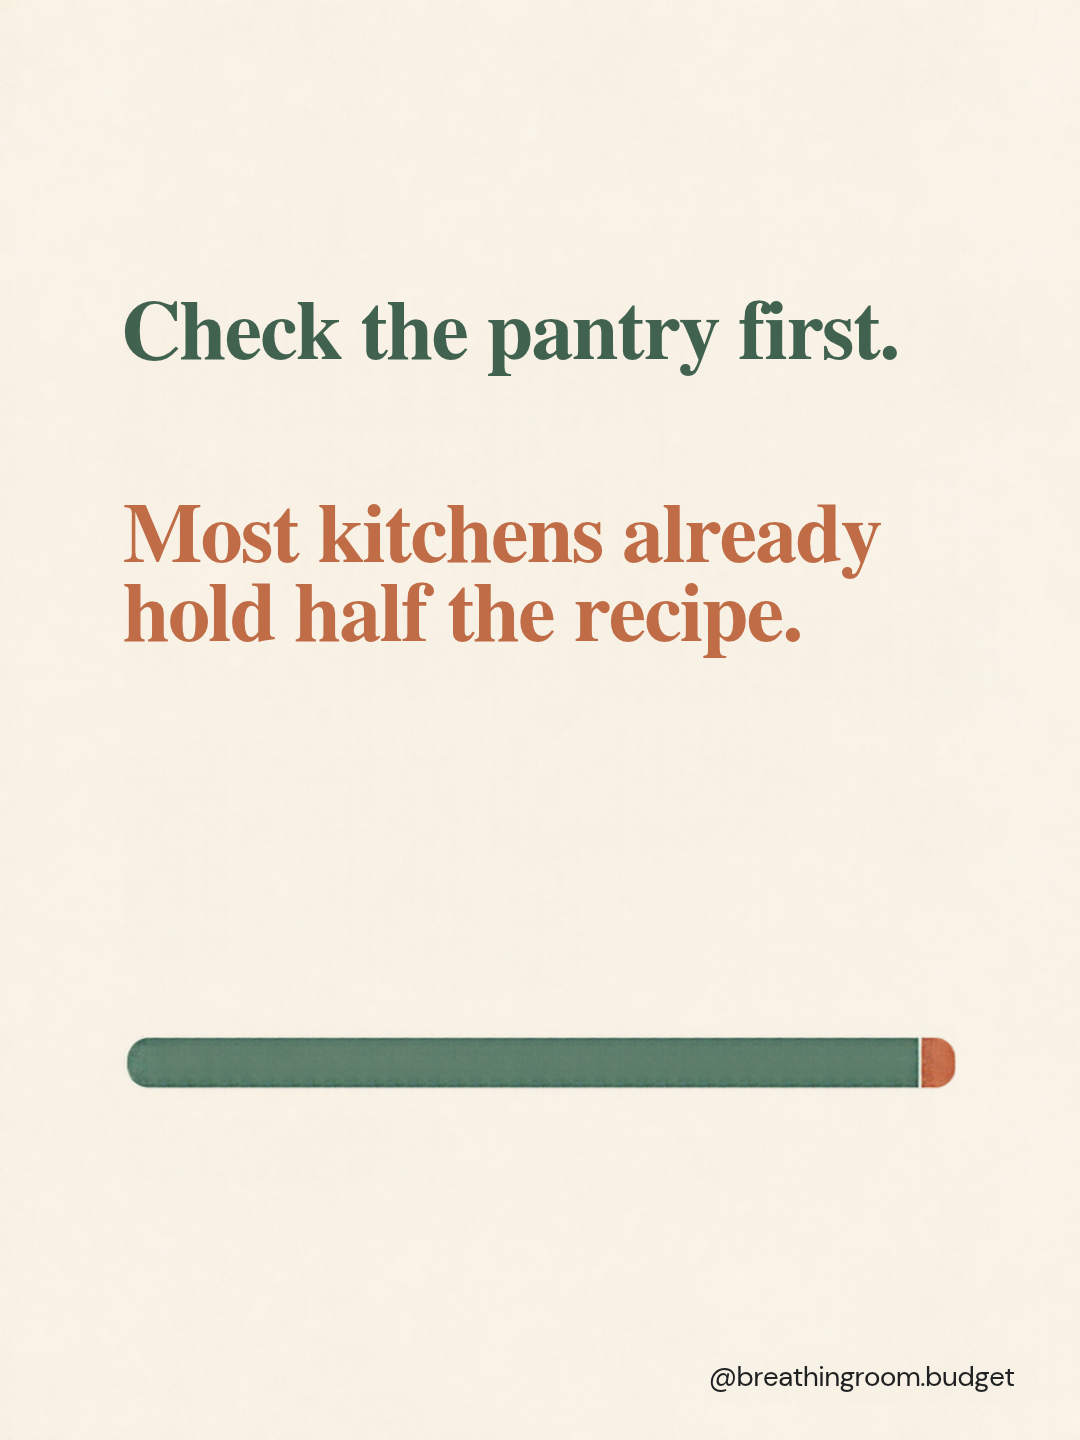 Check the pantry first.
Most kitchens already
hold half the recipe.
@breathingroom.budget